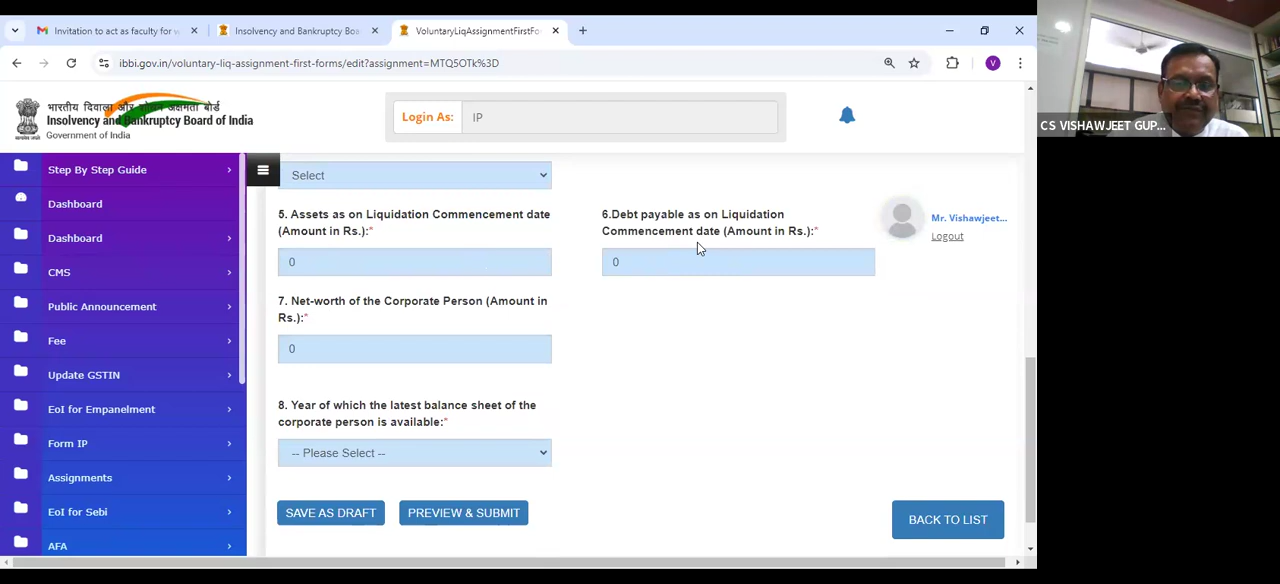 Invitation to act as faculty for w
Insolvency and Bankruptcy Boa
VoluntaryLiqAssignmentFirstFo
ibbi.gov.in/voluntary-liq-assignment-first-forms/edit?assignment=MTQ5OTk%3D
V
CS VISHAWJEET GUP...
भारतीय दिवाला और शोधन अक्षमता बोर्ड
Insolvency and Bankruptcy Board of India
Government of India
Login As:
IP
Step By Step Guide
Dashboard
Dashboard
CMS
Public Announcement
Fee
Update GSTIN
EoI for Empanelment
Form IP
Assignments
EoI for Sebi
AFA
Select
5. Assets as on Liquidation Commencement date
(Amount in Rs.):*
0
6.Debt payable as on Liquidation
Commencement date (Amount in Rs.):*
0
Mr. Vishawjeet...
Logout
7. Net-worth of the Corporate Person (Amount in
Rs.):*
0
8. Year of which the latest balance sheet of the
corporate person is available:*
-- Please Select --
SAVE AS DRAFT
PREVIEW & SUBMIT
BACK TO LIST